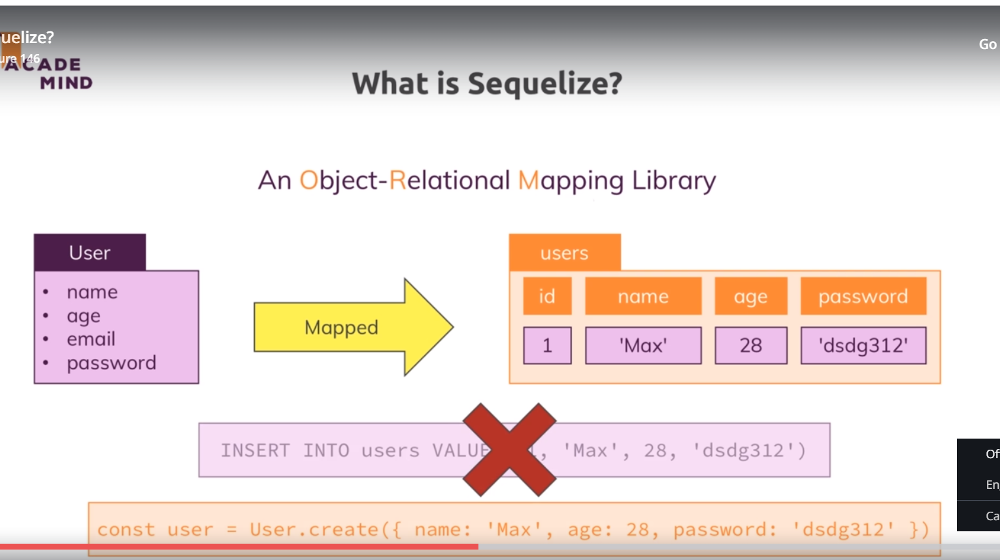 uelize?
ure 146
Go
ACADE
MIND
What is Sequelize?
An Object-Relational Mapping Library
User
• name
• age
• email
• password
Mapped
users
id name age password
1 'Max' 28 'dsdg312'
INSERT INTO users VALUE 1, 'Max', 28, 'dsdg312')
const user = User.create({ name: 'Max', age: 28, password: 'dsdg312' })
Of
En
Ca